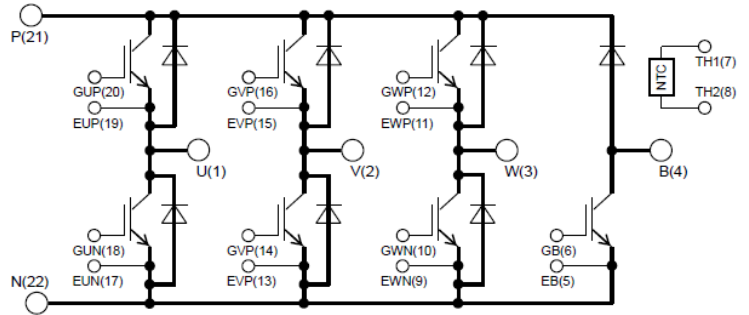 P(21)
GUP(20)
GVP(16)
GWP(12)
NTC
TH1(7)
TH2(8)
EUP(19)
EVP(15)
EWP(11)
U(1)
V(2)
W(3)
B(4)
GUN(18)
GVP(14)
GWN(10)
GB(6)
N(22)
EUN(17)
EVP(13)
EWN(9)
EB(5)